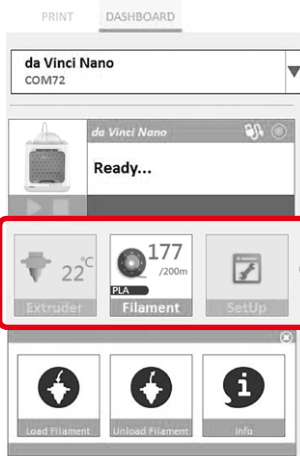 PRINT DASHBOARD
da Vinci Nano
COM72
da Vinci Nano
Ready...
22℃
177
/200m
PLA
Extruder Filament SetUp
Load Filament Unload Filament Info